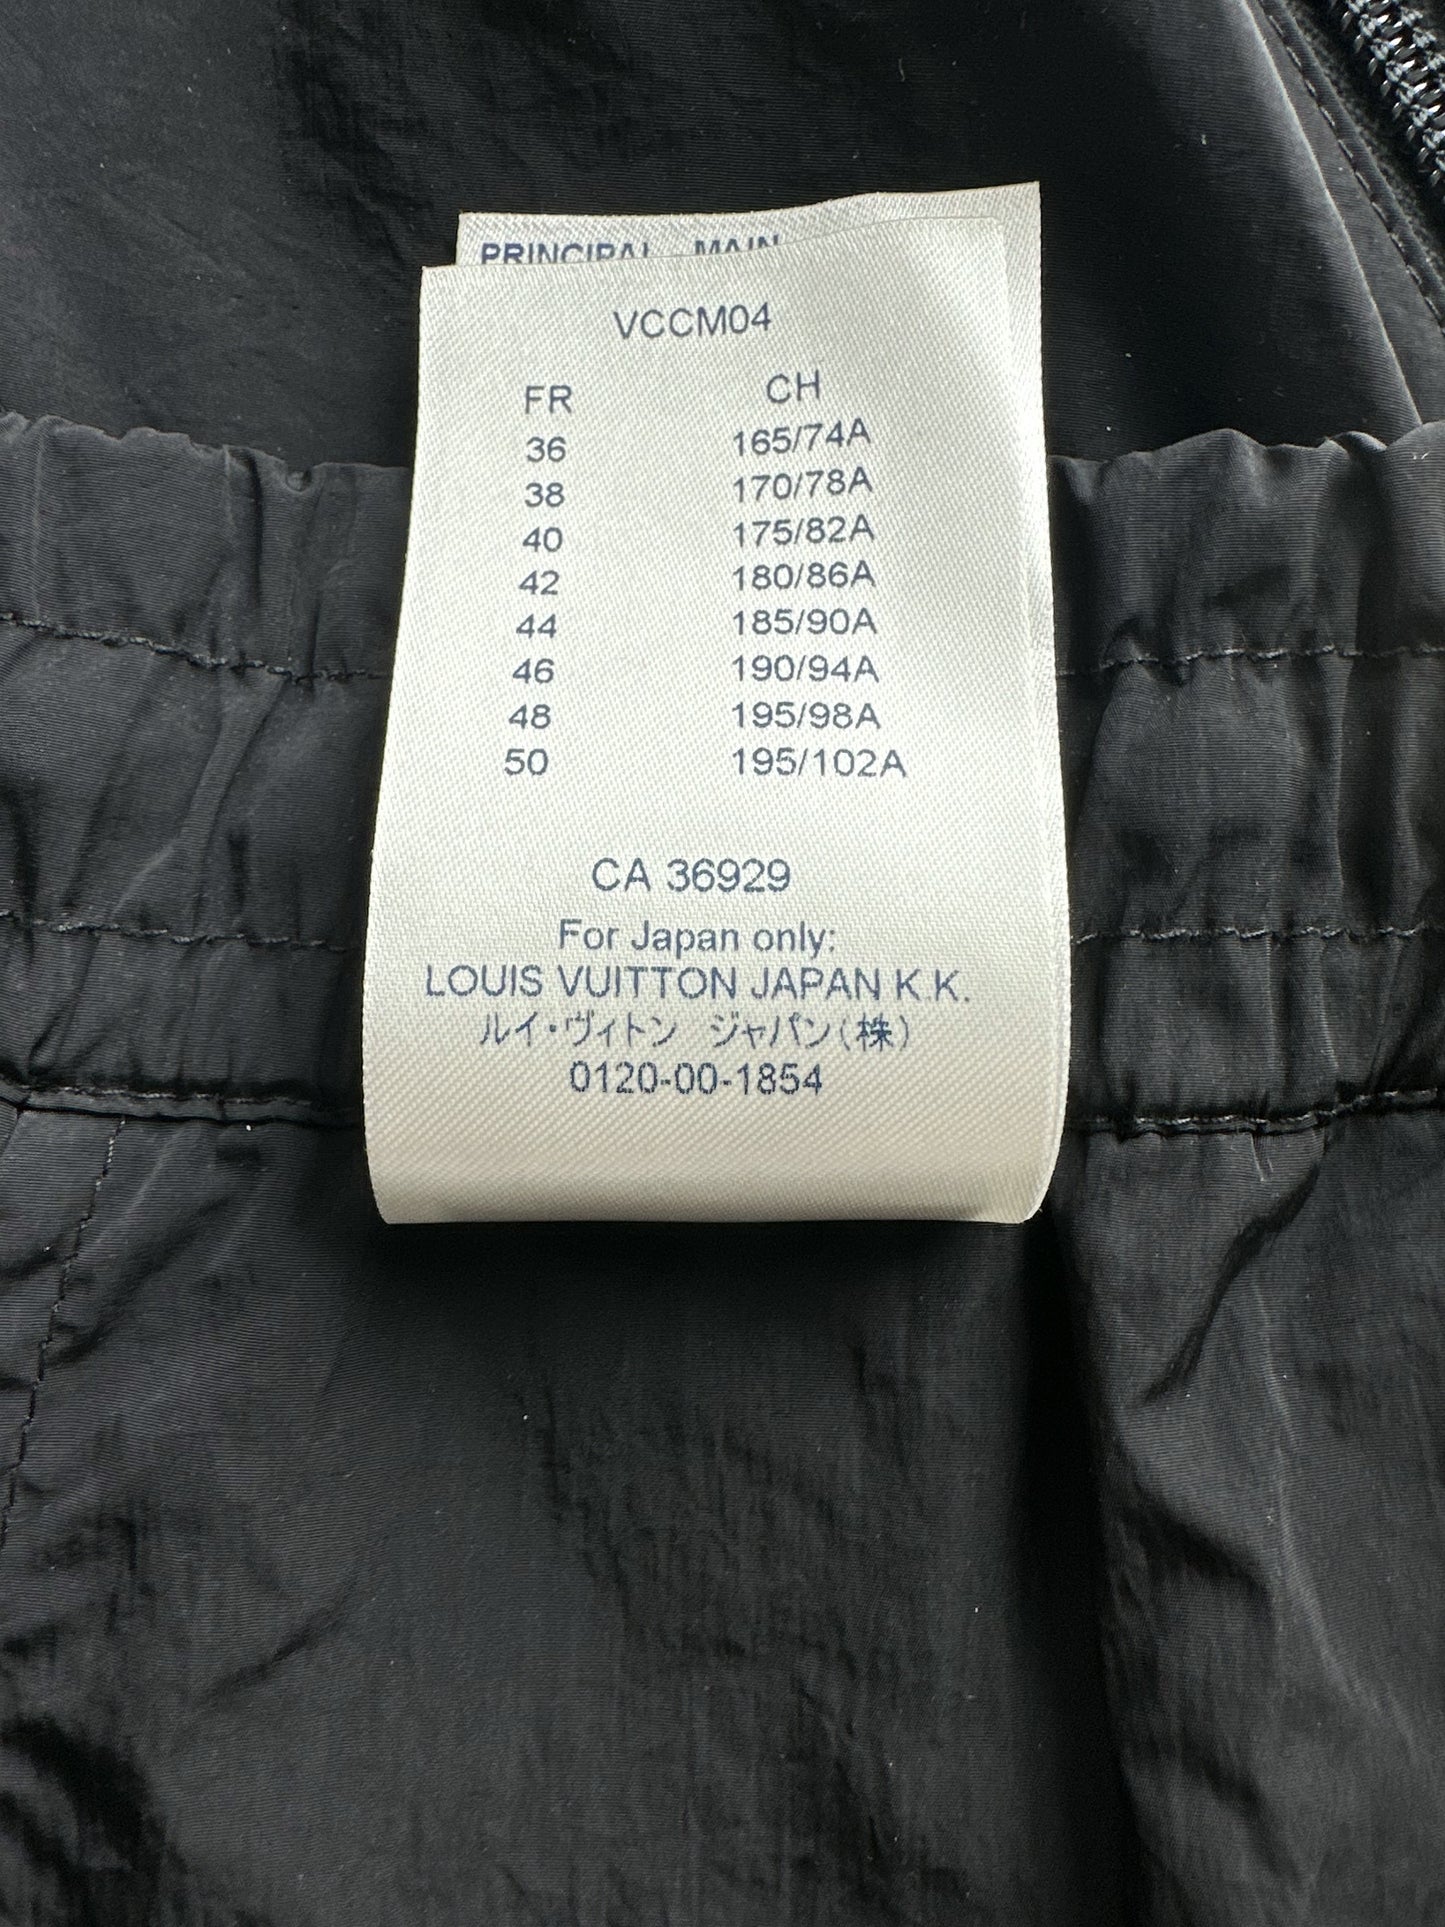 PRINCIPAL - MAIN
VCCM04
FR CH
36 165/74A
38 170/78A
40 175/82A
42 180/86A
44 185/90A
46 190/94A
48 195/98A
50 195/102A
CA 36929
For Japan only:
LOUIS VUITTON JAPAN K.K.
ルイ・ヴィトン ジャパン(株)
0120-00-1854